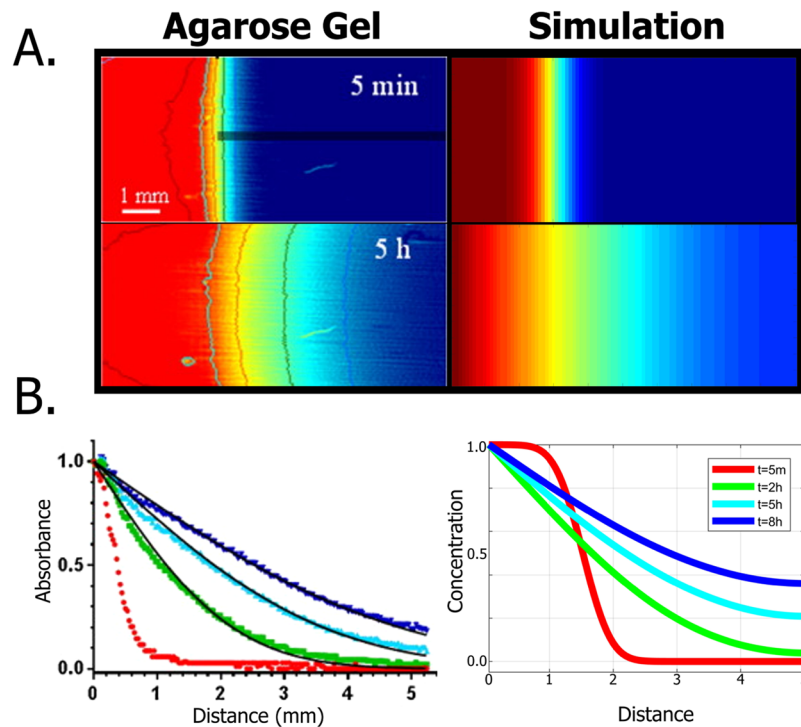 Agarose Gel
Simulation
A.
5 min
1 mm
5 h
B.
1.0
0.5
0.0
Absorbance
0
1
2
3
4
5
Distance (mm)
1.0
0.5
0.0
Concentration
t=5m
t=2h
t=5h
t=8h
0
1
2
3
4
5
Distance